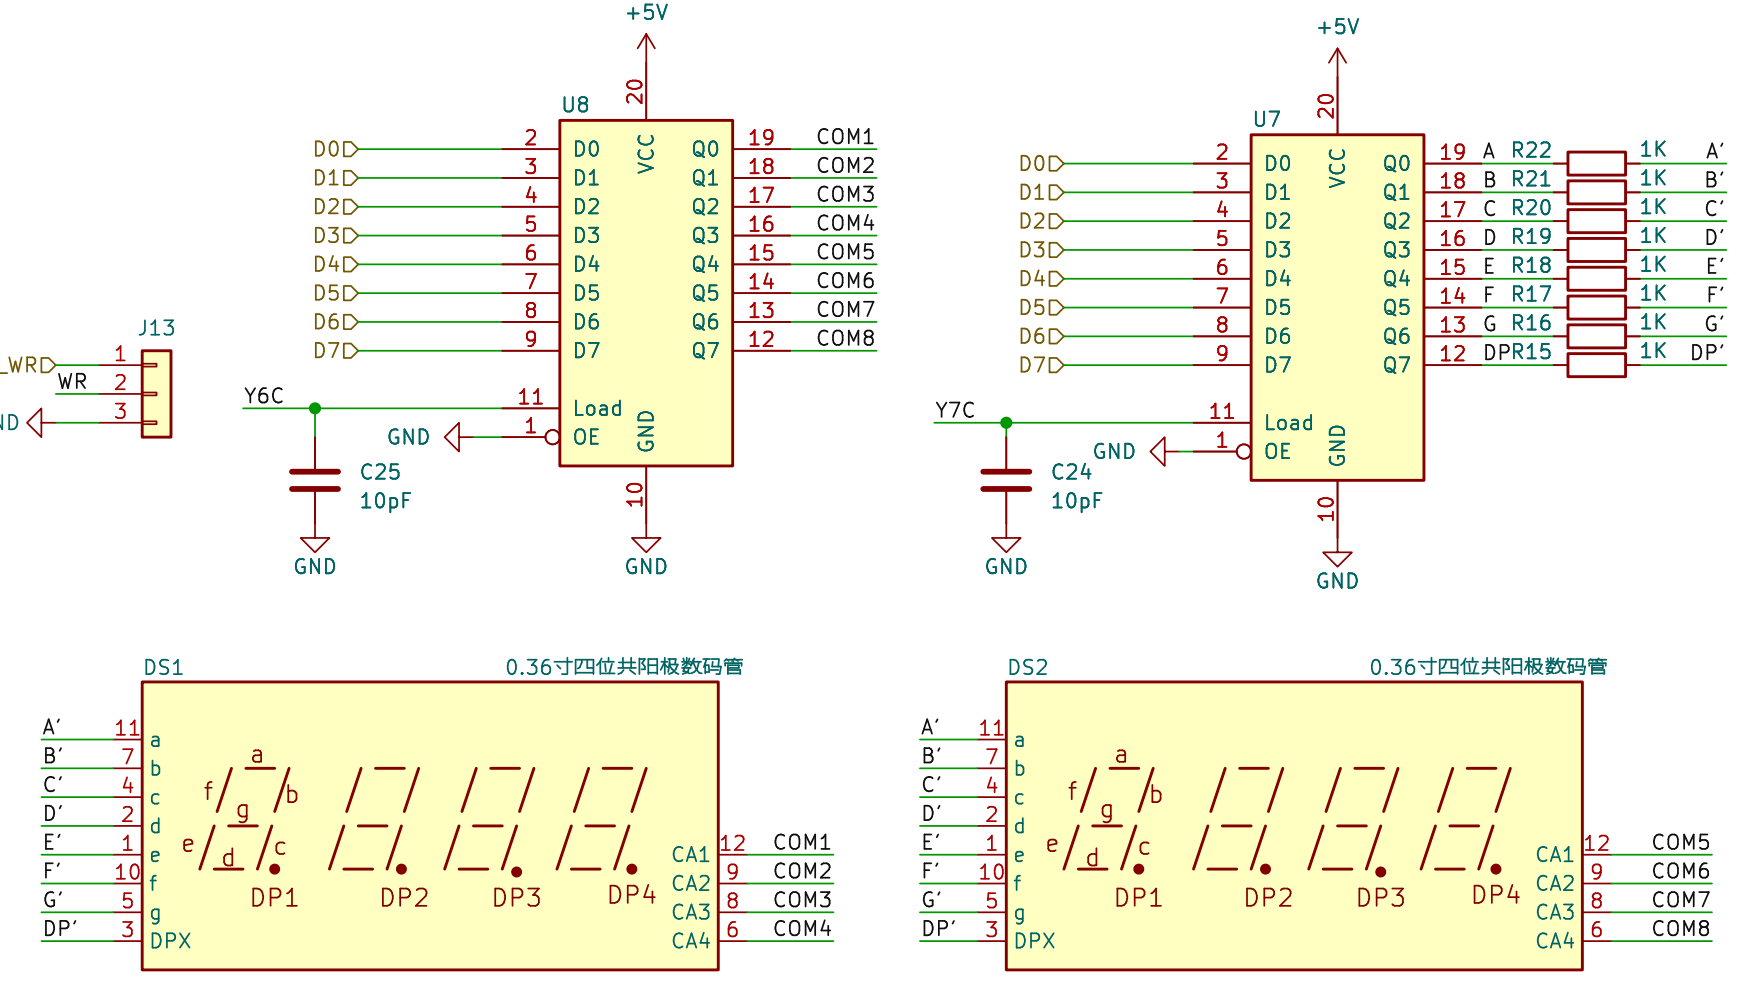 +5V
20
U8
VCC
D0 2 D0 Q0 19 COM1
D1 3 D1 Q1 18 COM2
D2 4 D2 Q2 17 COM3
D3 5 D3 Q3 16 COM4
D4 6 D4 Q4 15 COM5
D5 7 D5 Q5 14 COM6
D6 8 D6 Q6 13 COM7
D7 9 D7 Q7 12 COM8
Y6C 11 Load
GND 1 OE
GND
10
GND
C25
10pF
GND
J13
_WR 1
WR 2
ND 3
+5V
20
U7
VCC
D0 2 D0 Q0 19 A R22 1K A'
D1 3 D1 Q1 18 B R21 1K B'
D2 4 D2 Q2 17 C R20 1K C'
D3 5 D3 Q3 16 D R19 1K D'
D4 6 D4 Q4 15 E R18 1K E'
D5 7 D5 Q5 14 F R17 1K F'
D6 8 D6 Q6 13 G R16 1K G'
D7 9 D7 Q7 12 DP R15 1K DP'
Y7C 11 Load
GND 1 OE
GND
10
GND
C24
10pF
GND
DS1 0.36寸四位共阳极数码管
A' 11 a
B' 7 b
C' 4 c
D' 2 d
E' 1 e
F' 10 f
G' 5 g
DP' 3 DPX
a
f b
g
e d c
DP1 DP2 DP3 DP4
CA1 12 COM1
CA2 9 COM2
CA3 8 COM3
CA4 6 COM4
DS2 0.36寸四位共阳极数码管
A' 11 a
B' 7 b
C' 4 c
D' 2 d
E' 1 e
F' 10 f
G' 5 g
DP' 3 DPX
a
f b
g
e d c
DP1 DP2 DP3 DP4
CA1 12 COM5
CA2 9 COM6
CA3 8 COM7
CA4 6 COM8